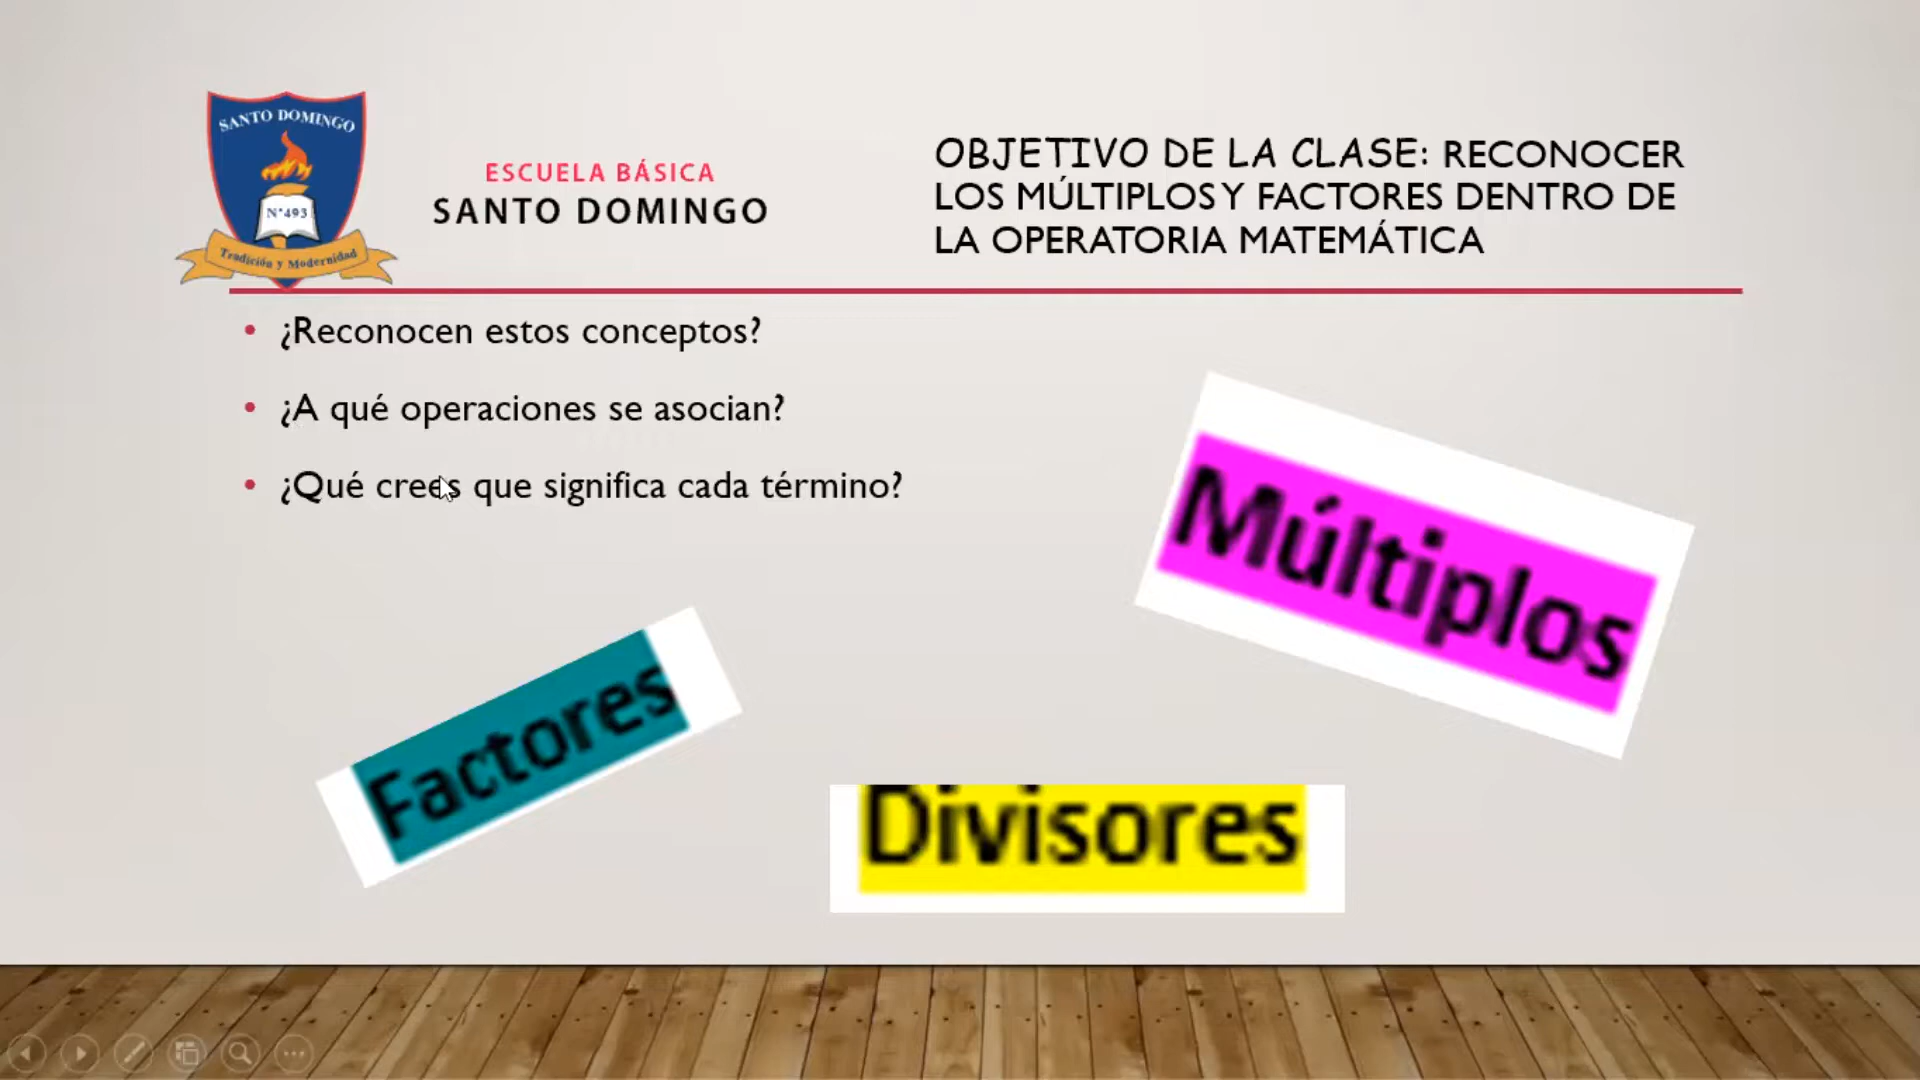 SANTO DOMINGO
N°493
Tradición y Modernidad
ESCUELA BÁSICA
SANTO DOMINGO
OBJETIVO DE LA CLASE: RECONOCER
LOS MÚLTIPLOS Y FACTORES DENTRO DE
LA OPERATORIA MATEMÁTICA
• ¿Reconocen estos conceptos?
• ¿A qué operaciones se asocian?
• ¿Qué crees que significa cada término?
Múltiplos
Factores
Divisores